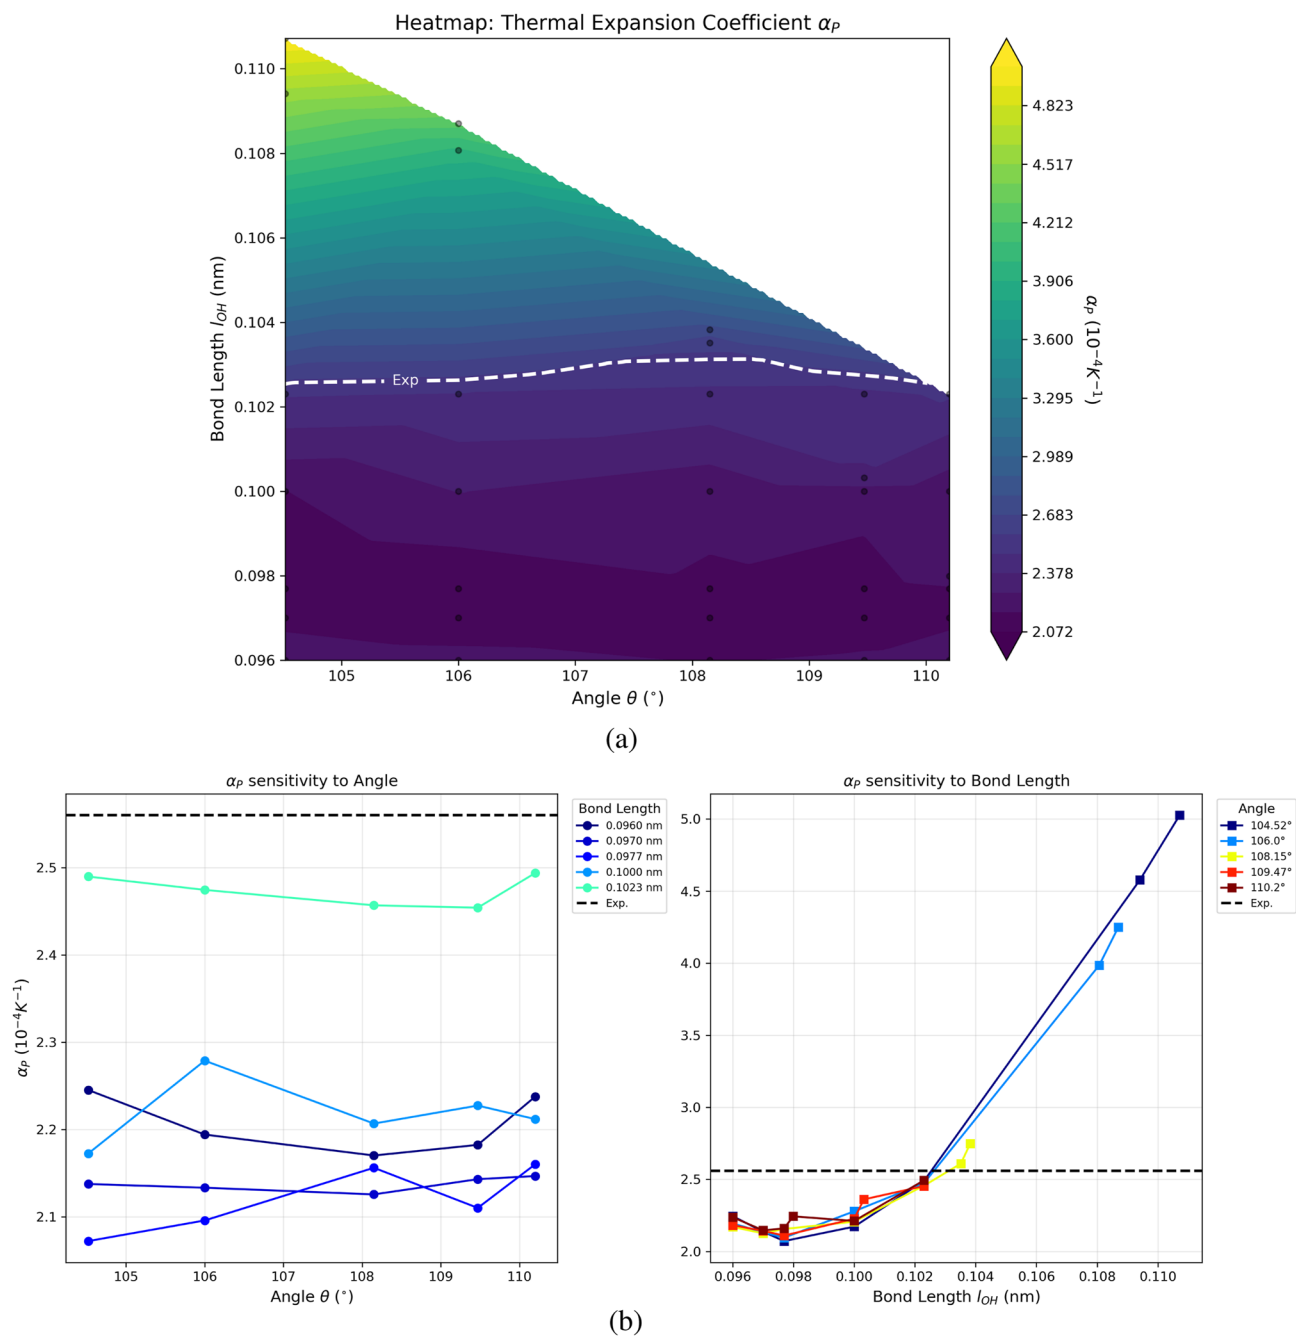 Heatmap: Thermal Expansion Coefficient α_P
0.110
0.108
0.106
0.104
0.102
0.100
0.098
0.096
Bond Length l_OH (nm)
Exp
105 106 107 108 109 110
Angle θ (°)
4.823
4.517
4.212
3.906
3.600
3.295
2.989
2.683
2.378
2.072
α_P (10⁻⁴K⁻¹)
(a)
α_P sensitivity to Angle
2.5
2.4
2.3
2.2
2.1
α_P (10⁻⁴K⁻¹)
105 106 107 108 109 110
Angle θ (°)
Bond Length
0.0960 nm
0.0970 nm
0.0977 nm
0.1000 nm
0.1023 nm
Exp.
α_P sensitivity to Bond Length
5.0
4.5
4.0
3.5
3.0
2.5
2.0
0.096 0.098 0.100 0.102 0.104 0.106 0.108 0.110
Bond Length l_OH (nm)
Angle
104.52°
106.0°
108.15°
109.47°
110.2°
Exp.
(b)